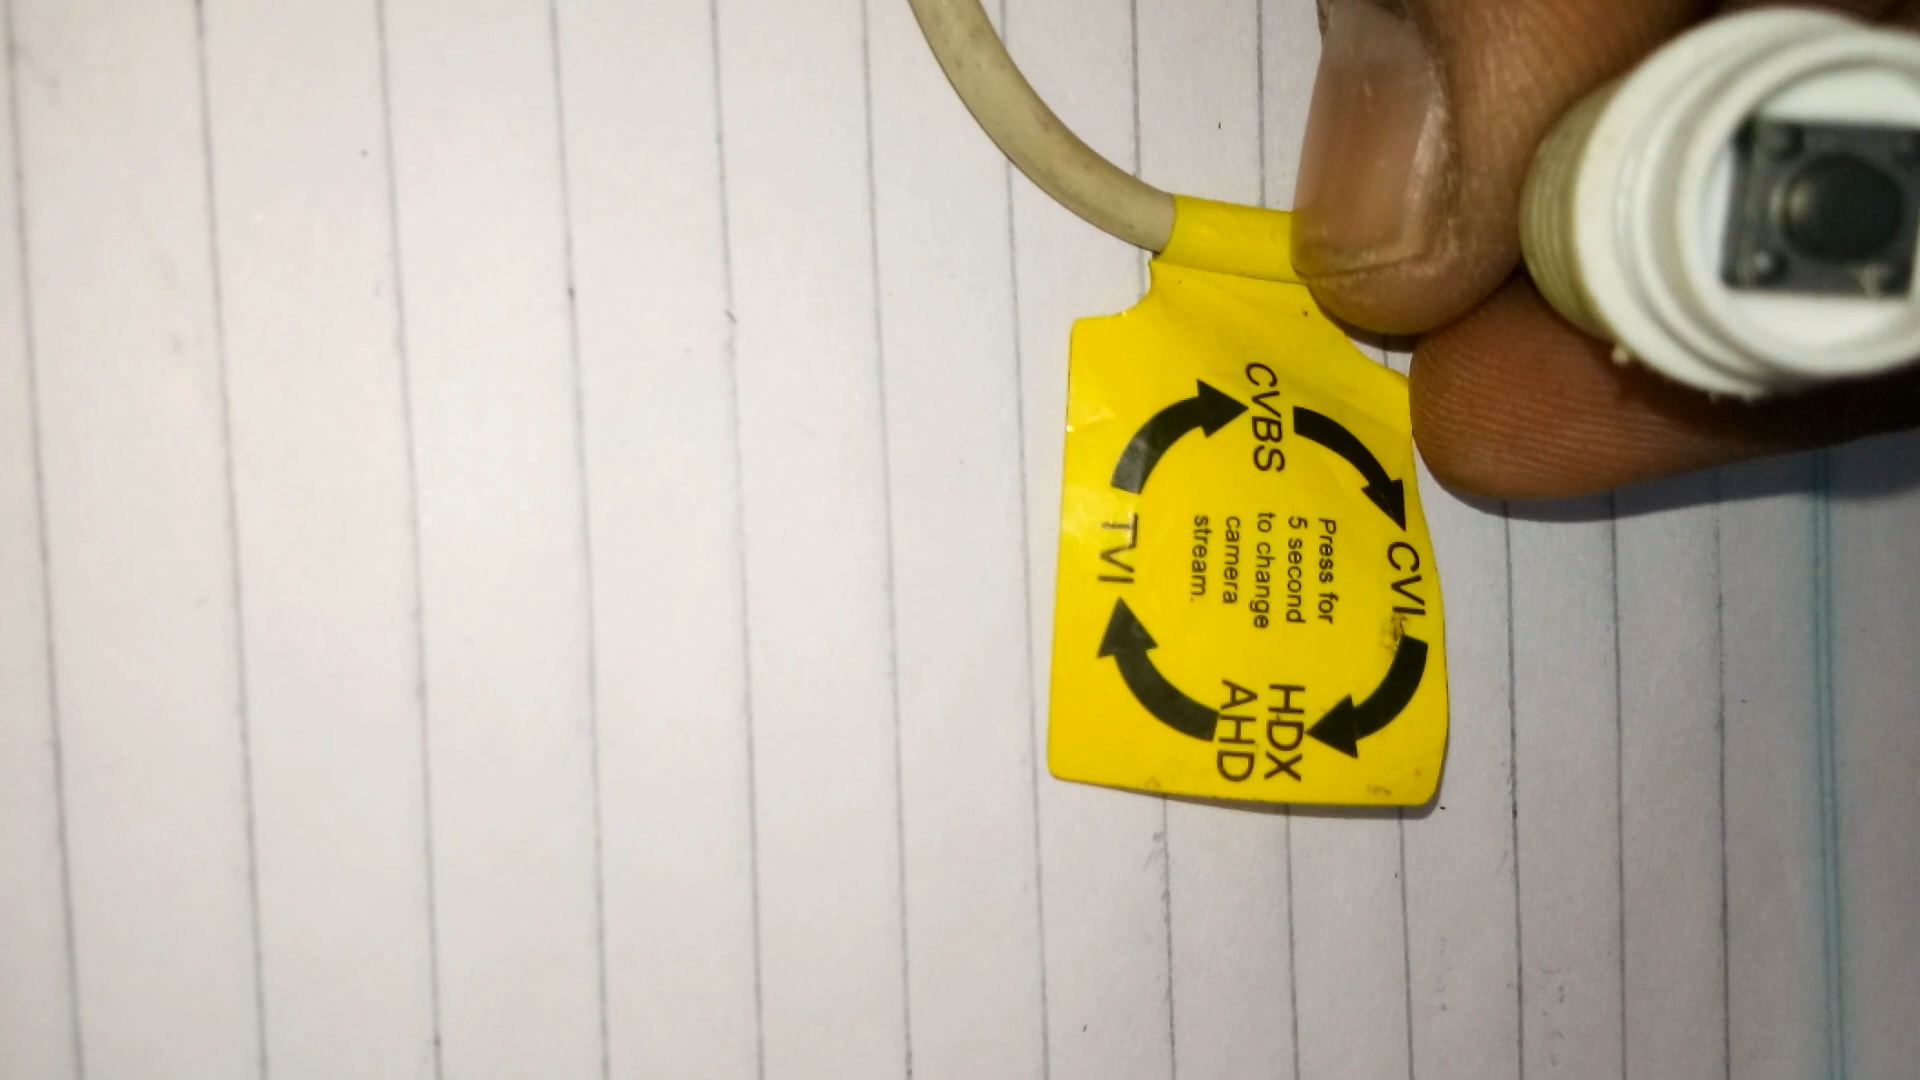 CVBS
CVI
Press for
5 second
to change
camera
stream.
TVI
HDX
AHD